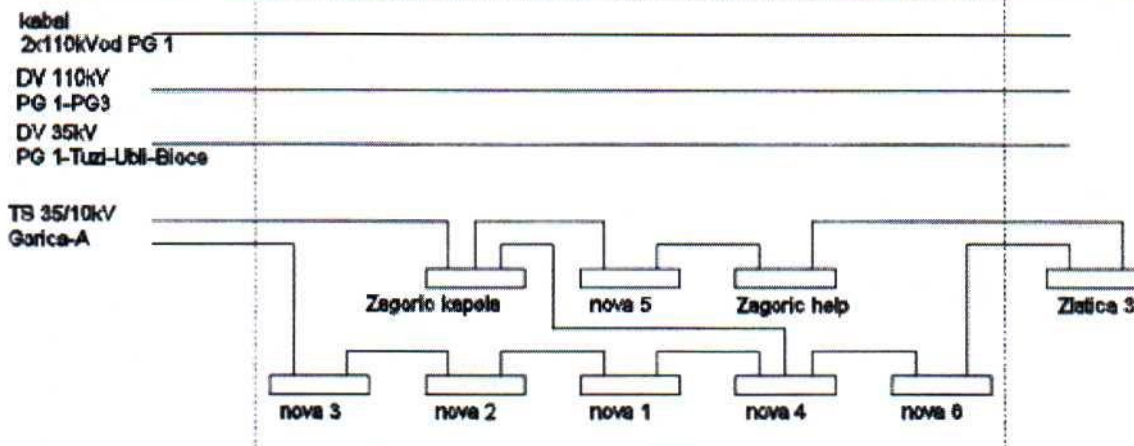 kabal
2x110kVod PG 1
DV 110kV
PG 1-PG3
DV 35kV
PG 1-Tuzi-Ubli-Bioce
TS 35/10kV
Gorica-A
Zagoric kapela
nova 5
Zagoric help
Zlatica 3
nova 3
nova 2
nova 1
nova 4
nova 6